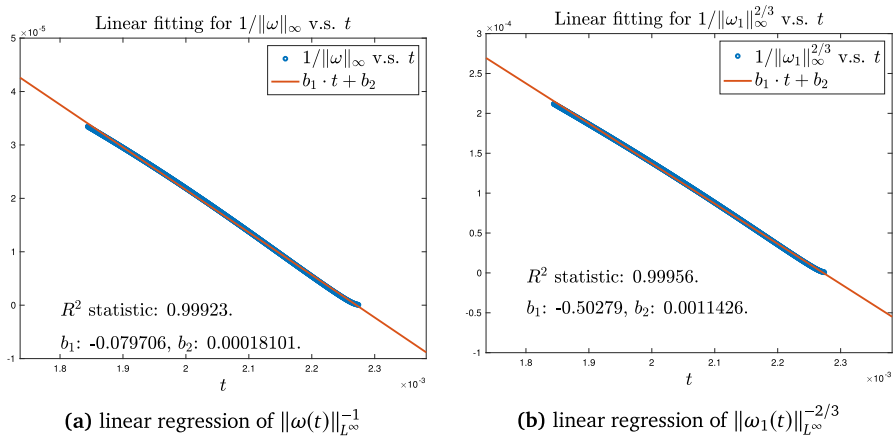 Linear fitting for 1/‖ω‖∞ v.s. t
×10⁻⁵
5
4
3
2
1
0
-1
1/‖ω‖∞ v.s. t
b₁ · t + b₂
R² statistic: 0.99923.
b₁: -0.079706, b₂: 0.00018101.
1.8 1.9 2 2.1 2.2 2.3
t
×10⁻³
(a) linear regression of ‖ω(t)‖⁻¹_L∞
Linear fitting for 1/‖ω₁‖∞^2/3 v.s. t
×10⁻⁴
3
2.5
2
1.5
1
0.5
0
-0.5
-1
1/‖ω₁‖∞^2/3 v.s. t
b₁ · t + b₂
R² statistic: 0.99956.
b₁: -0.50279, b₂: 0.0011426.
1.8 1.9 2 2.1 2.2 2.3
t
×10⁻³
(b) linear regression of ‖ω₁(t)‖^-2/3_L∞